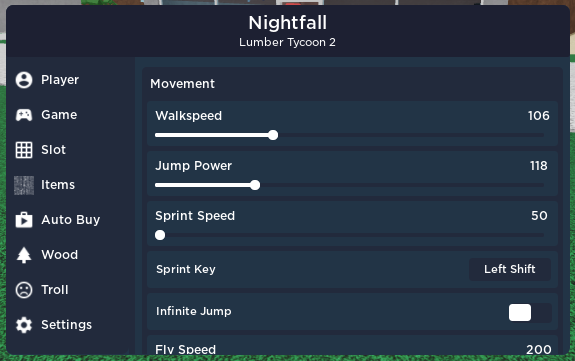 Nightfall
Lumber Tycoon 2
Player
Game
Slot
Items
Auto Buy
Wood
Troll
Settings
Movement
Walkspeed 106
Jump Power 118
Sprint Speed 50
Sprint Key Left Shift
Infinite Jump
Fly Speed 200